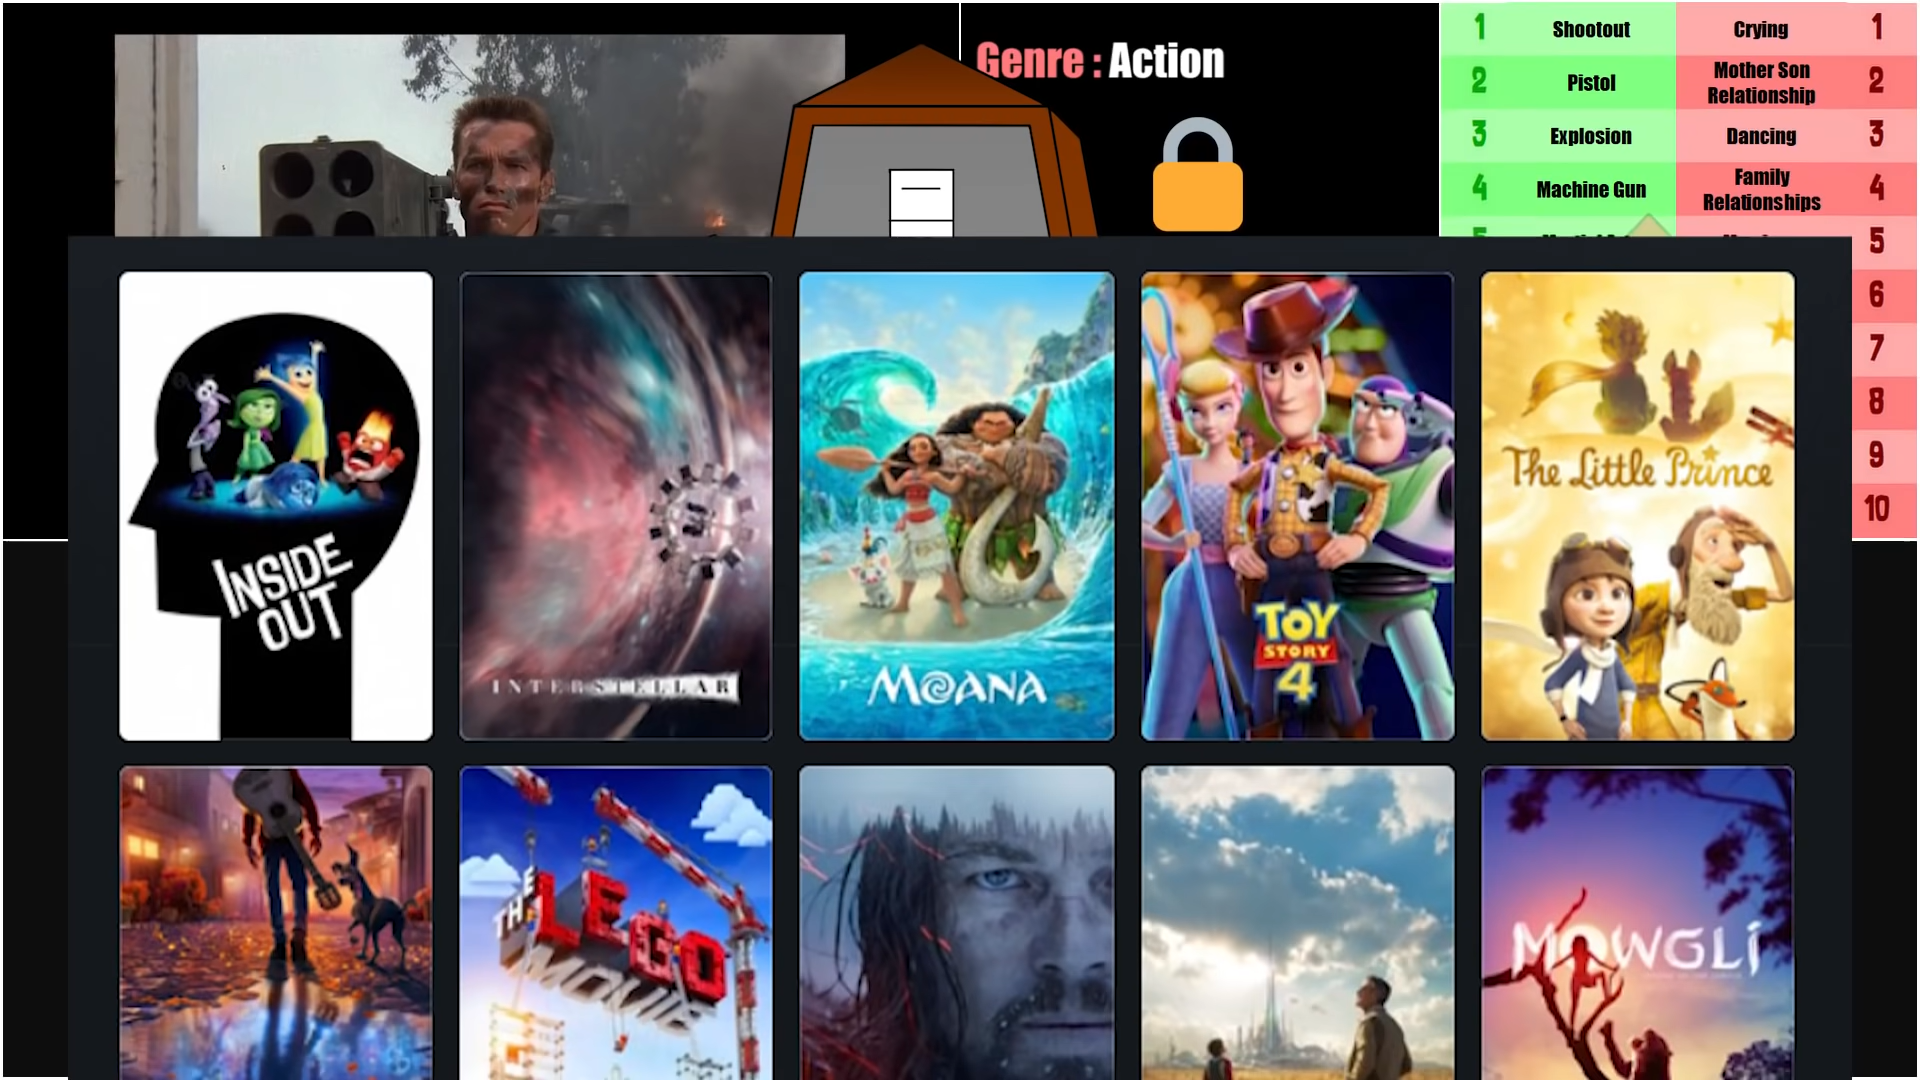 Genre : Action
1 Shootout Crying 1
2 Pistol Mother Son
Relationship 2
3 Explosion Dancing 3
4 Machine Gun Family
Relationships 4
5
6
7
8
9
10
INSIDE
OUT
INTERSTELLAR
MOANA
TOY
STORY
4
The Little Prince
THE
LEGO
MOVIE
MOWGLI